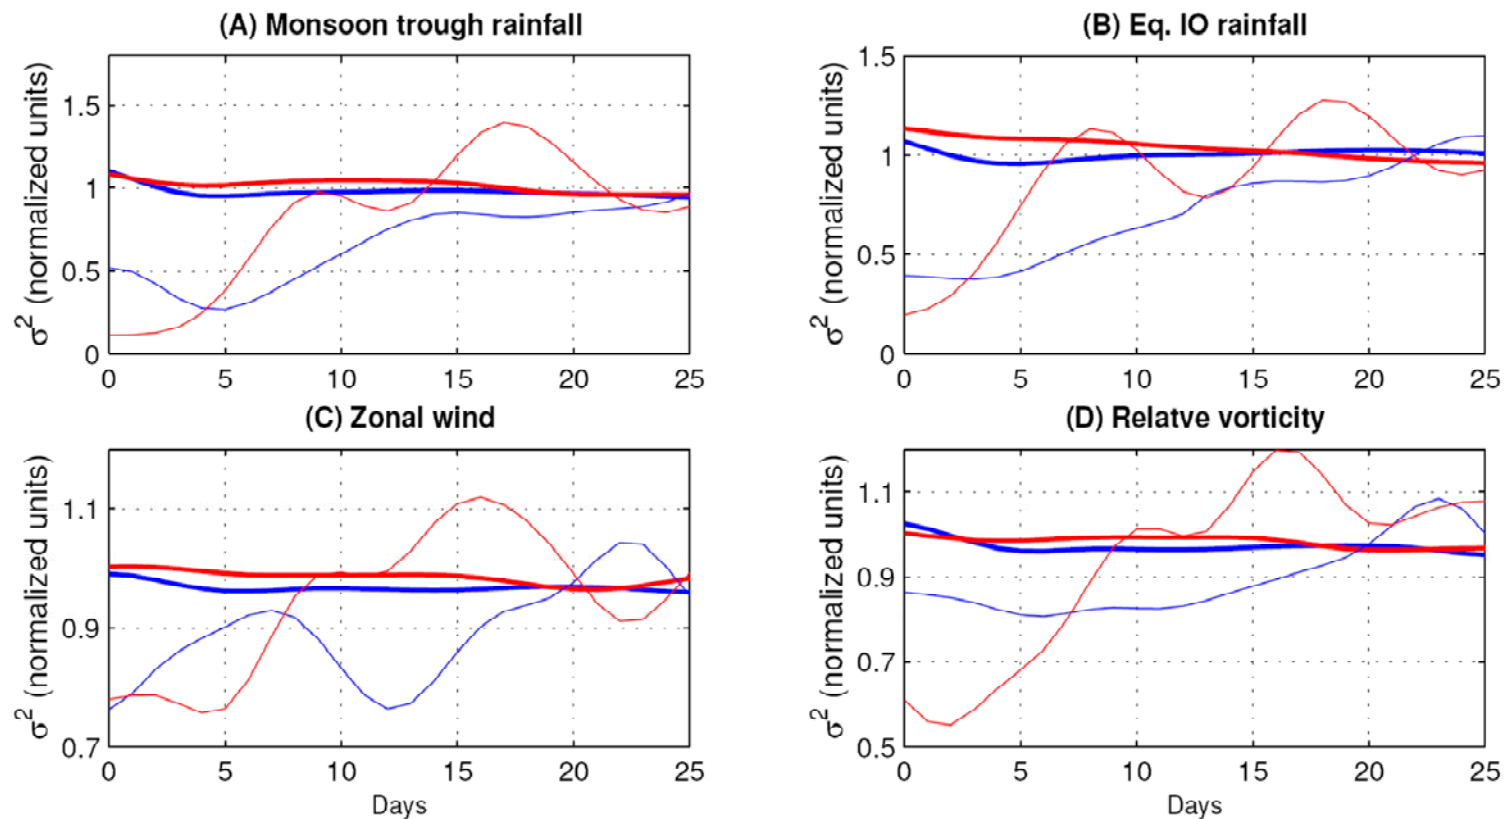 (A) Monsoon trough rainfall
σ² (normalized units)
1.5
1
0.5
0
0 5 10 15 20 25
(B) Eq. IO rainfall
σ² (normalized units)
1.5
1
0.5
0
0 5 10 15 20 25
(C) Zonal wind
σ² (normalized units)
1.1
0.9
0.7
0 5 10 15 20 25
Days
(D) Relatve vorticity
σ² (normalized units)
1.1
0.9
0.7
0.5
0 5 10 15 20 25
Days